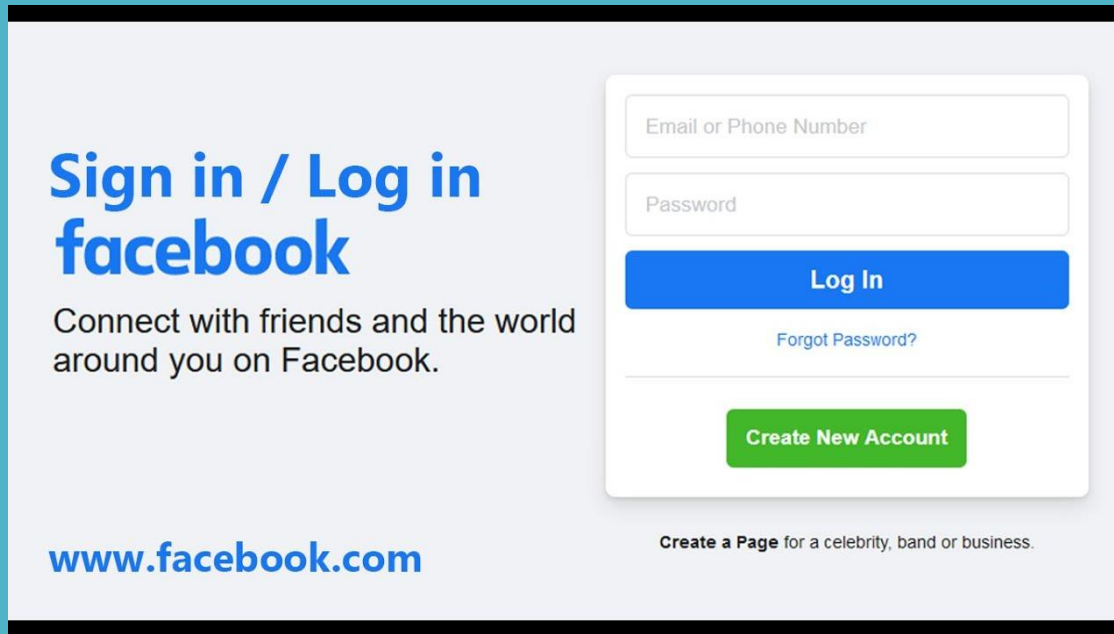 Sign in / Log in
facebook
Connect with friends and the world
around you on Facebook.
www.facebook.com
Email or Phone Number
Password
Log In
Forgot Password?
Create New Account
Create a Page for a celebrity, band or business.